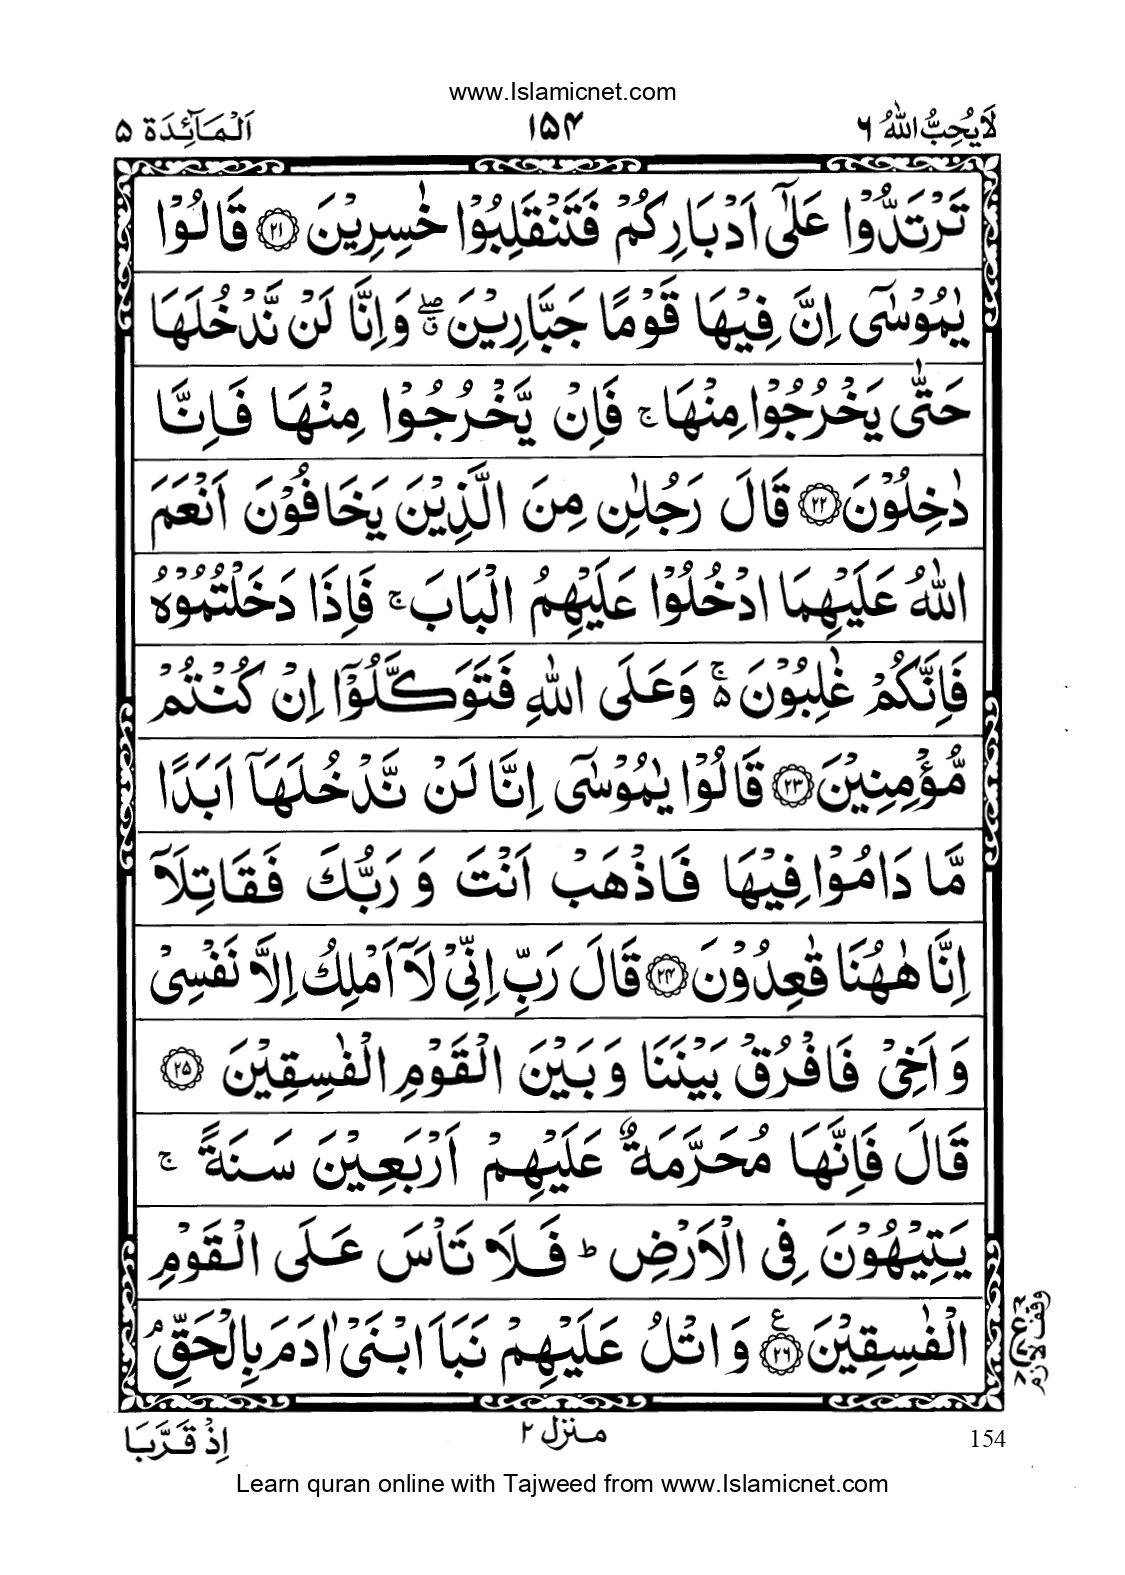 www.Islamicnet.com
لَا يُحِبُّ اللّٰهُ ٦ ١٥٤ اَلْمَآئِدَة ٥
تَرْتَدُّوْا عَلٰٓى اَدْبَارِكُمْ فَتَنْقَلِبُوْا خٰسِرِيْنَ ۝٢١ قَالُوْا
يٰمُوْسٰٓى اِنَّ فِيْهَا قَوْمًا جَبَّارِيْنَ ۖۗ وَاِنَّا لَنْ نَّدْخُلَهَا
حَتّٰى يَخْرُجُوْا مِنْهَا ۚ فَاِنْ يَّخْرُجُوْا مِنْهَا فَاِنَّا
دٰخِلُوْنَ ۝٢٢ قَالَ رَجُلٰنِ مِنَ الَّذِيْنَ يَخَافُوْنَ اَنْعَمَ
اللّٰهُ عَلَيْهِمَا ادْخُلُوْا عَلَيْهِمُ الْبَابَ ۚ فَاِذَا دَخَلْتُمُوْهُ
فَاِنَّكُمْ غٰلِبُوْنَ ۚ۬ وَعَلَى اللّٰهِ فَتَوَكَّلُوْٓا اِنْ كُنْتُمْ
مُّؤْمِنِيْنَ ۝٢٣ قَالُوْا يٰمُوْسٰٓى اِنَّا لَنْ نَّدْخُلَهَآ اَبَدًا
مَّا دَامُوْا فِيْهَا فَاذْهَبْ اَنْتَ وَرَبُّكَ فَقَاتِلَآ
اِنَّا هٰهُنَا قٰعِدُوْنَ ۝٢٤ قَالَ رَبِّ اِنِّيْ لَآ اَمْلِكُ اِلَّا نَفْسِيْ
وَاَخِيْ فَافْرُقْ بَيْنَنَا وَبَيْنَ الْقَوْمِ الْفٰسِقِيْنَ ۝٢٥
قَالَ فَاِنَّهَا مُحَرَّمَةٌ عَلَيْهِمْ اَرْبَعِيْنَ سَنَةً ۚ
يَتِيْهُوْنَ فِى الْاَرْضِ ؕ فَلَا تَاْسَ عَلَى الْقَوْمِ
الْفٰسِقِيْنَ ۝٢٦ ع وَاتْلُ عَلَيْهِمْ نَبَاَ ابْنَيْ اٰدَمَ بِالْحَقِّ ۘ
وقف لازم
اِذْ قَرَّبَا منزل ٢ 154
Learn quran online with Tajweed from www.Islamicnet.com